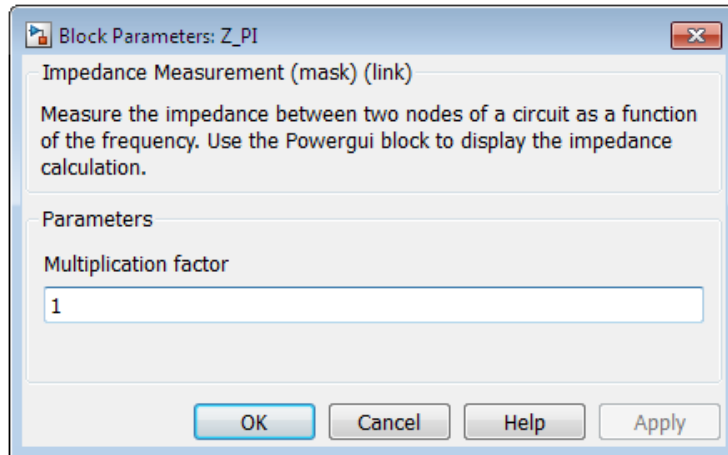 Block Parameters: Z_PI
Impedance Measurement (mask) (link)
Measure the impedance between two nodes of a circuit as a function
of the frequency. Use the Powergui block to display the impedance
calculation.
Parameters
Multiplication factor
1
OK Cancel Help Apply